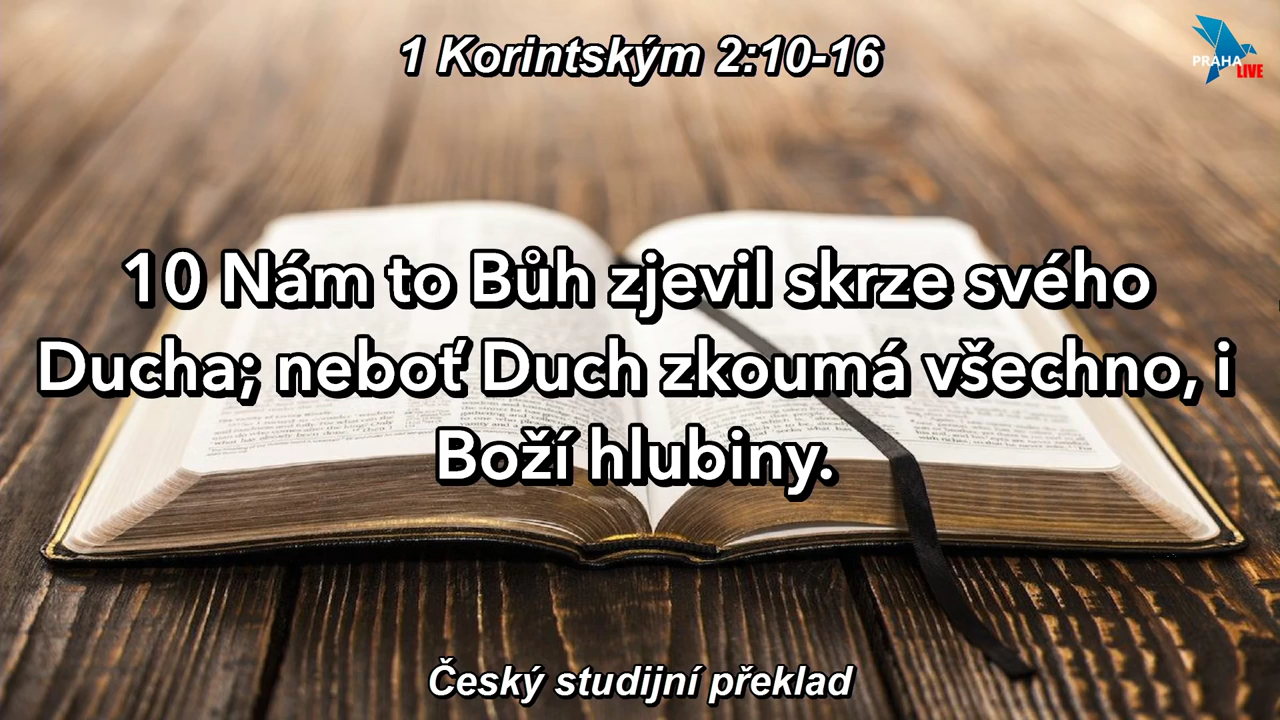 1 Korintským 2:10-16
PRAHA
LIVE
10 Nám to Bůh zjevil skrze svého
Ducha; neboť Duch zkoumá všechno, i
Boží hlubiny.
Český studijní překlad